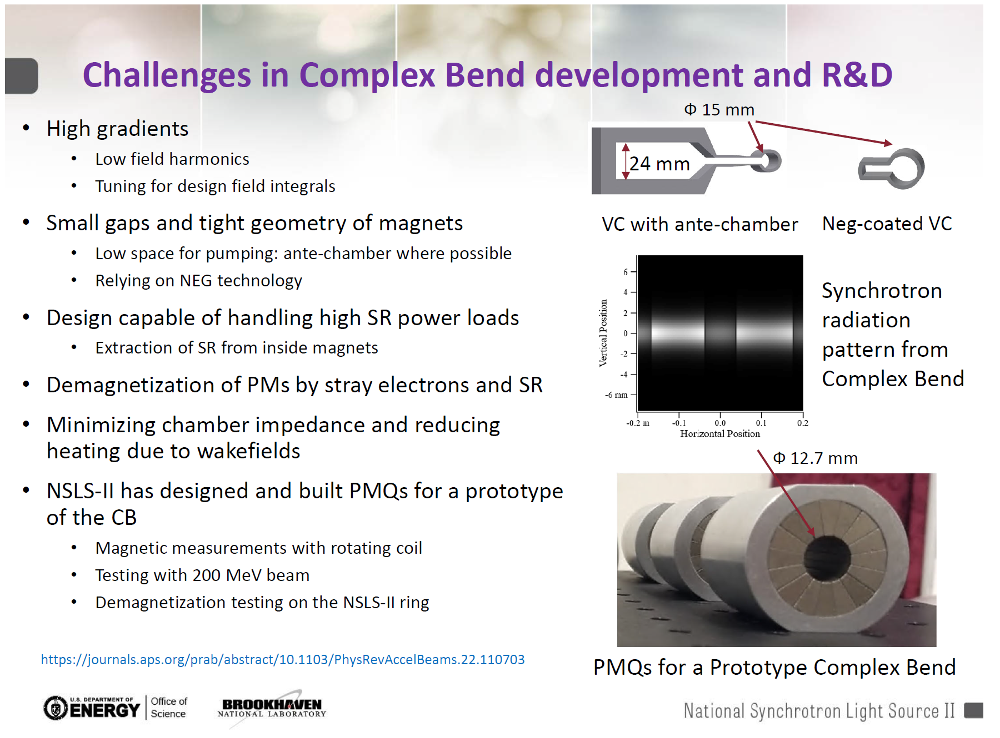 Challenges in Complex Bend development and R&D
• High gradients
• Low field harmonics
• Tuning for design field integrals
• Small gaps and tight geometry of magnets
• Low space for pumping: ante-chamber where possible
• Relying on NEG technology
• Design capable of handling high SR power loads
• Extraction of SR from inside magnets
• Demagnetization of PMs by stray electrons and SR
• Minimizing chamber impedance and reducing
heating due to wakefields
• NSLS-II has designed and built PMQs for a prototype
of the CB
• Magnetic measurements with rotating coil
• Testing with 200 MeV beam
• Demagnetization testing on the NSLS-II ring
https://journals.aps.org/prab/abstract/10.1103/PhysRevAccelBeams.22.110703
Φ 15 mm
24 mm
VC with ante-chamber
Neg-coated VC
6
4
2
0
-2
-4
-6 mm
Vertical Position
-0.2 m -0.1 0.0 0.1 0.2
Horizontal Position
Synchrotron
radiation
pattern from
Complex Bend
Φ 12.7 mm
PMQs for a Prototype Complex Bend
U.S. DEPARTMENT OF
ENERGY
Office of
Science
BROOKHAVEN
NATIONAL LABORATORY
National Synchrotron Light Source II